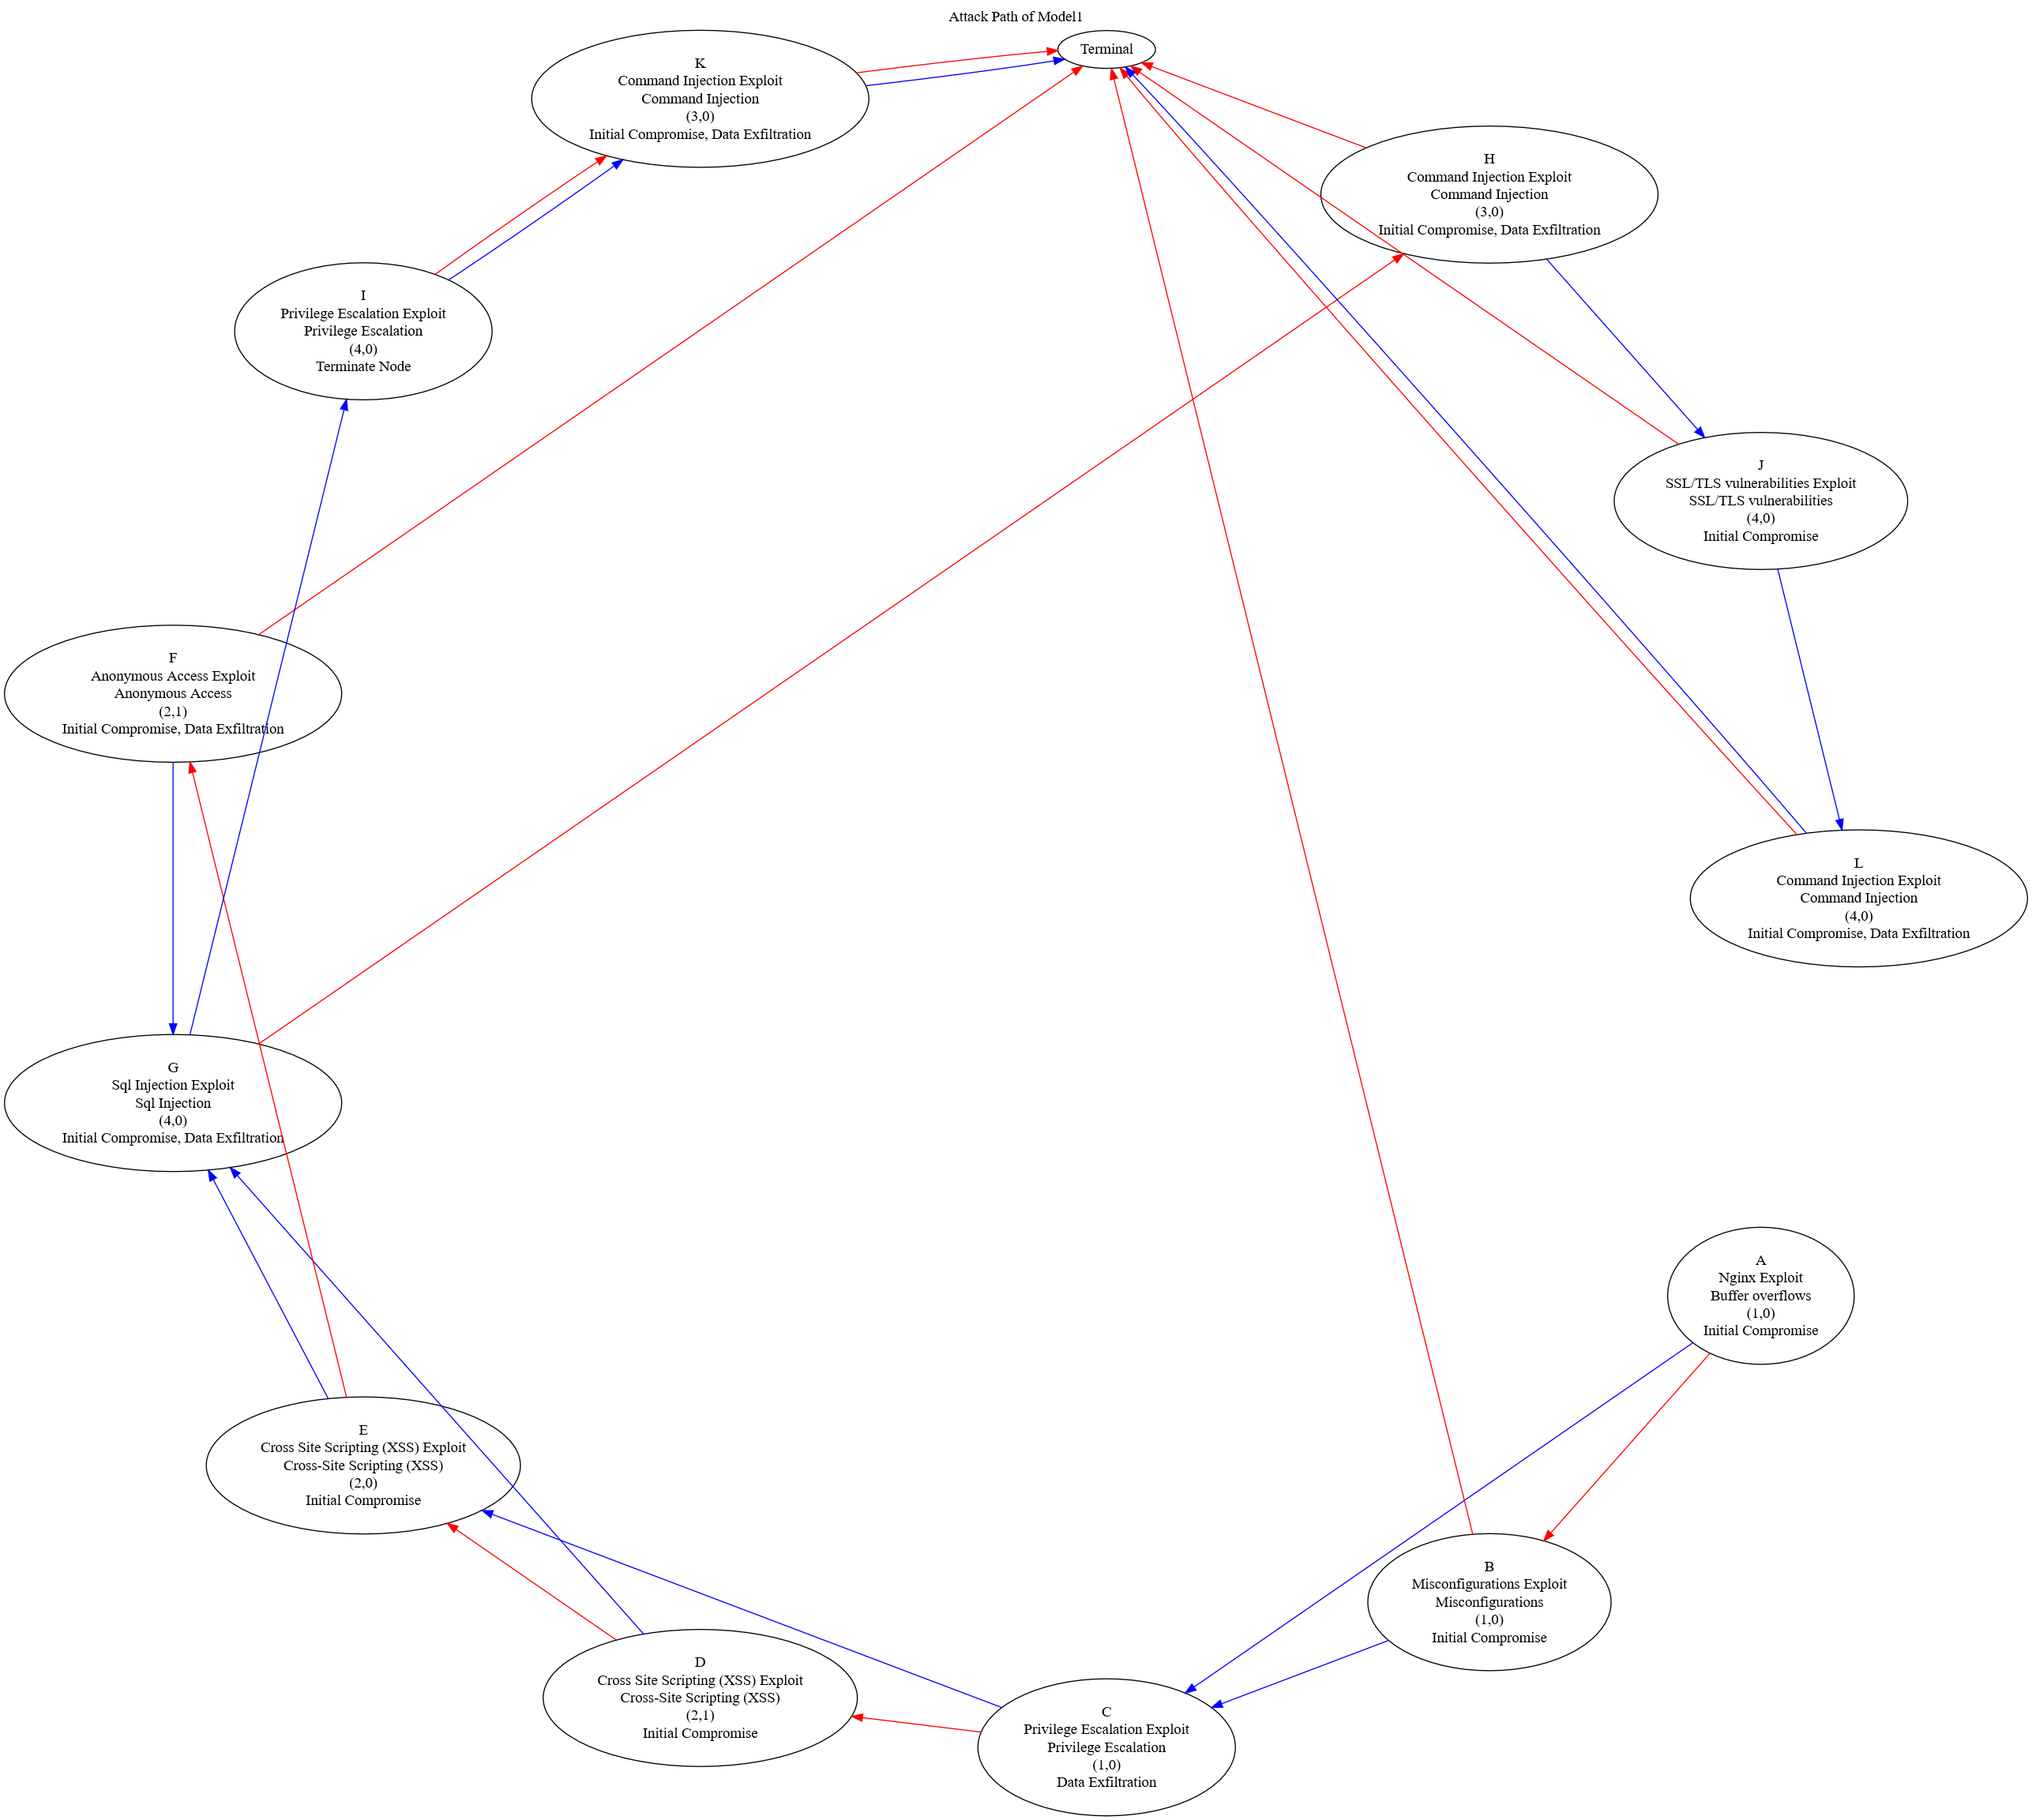 Attack Path of Model1
Terminal
K
Command Injection Exploit
Command Injection
(3,0)
Initial Compromise, Data Exfiltration
H
Command Injection Exploit
Command Injection
(3,0)
Initial Compromise, Data Exfiltration
I
Privilege Escalation Exploit
Privilege Escalation
(4,0)
Terminate Node
J
SSL/TLS vulnerabilities Exploit
SSL/TLS vulnerabilities
(4,0)
Initial Compromise
F
Anonymous Access Exploit
Anonymous Access
(2,1)
Initial Compromise, Data Exfiltration
L
Command Injection Exploit
Command Injection
(4,0)
Initial Compromise, Data Exfiltration
G
Sql Injection Exploit
Sql Injection
(4,0)
Initial Compromise, Data Exfiltration
A
Nginx Exploit
Buffer overflows
(1,0)
Initial Compromise
E
Cross Site Scripting (XSS) Exploit
Cross-Site Scripting (XSS)
(2,0)
Initial Compromise
B
Misconfigurations Exploit
Misconfigurations
(1,0)
Initial Compromise
D
Cross Site Scripting (XSS) Exploit
Cross-Site Scripting (XSS)
(2,1)
Initial Compromise
C
Privilege Escalation Exploit
Privilege Escalation
(1,0)
Data Exfiltration